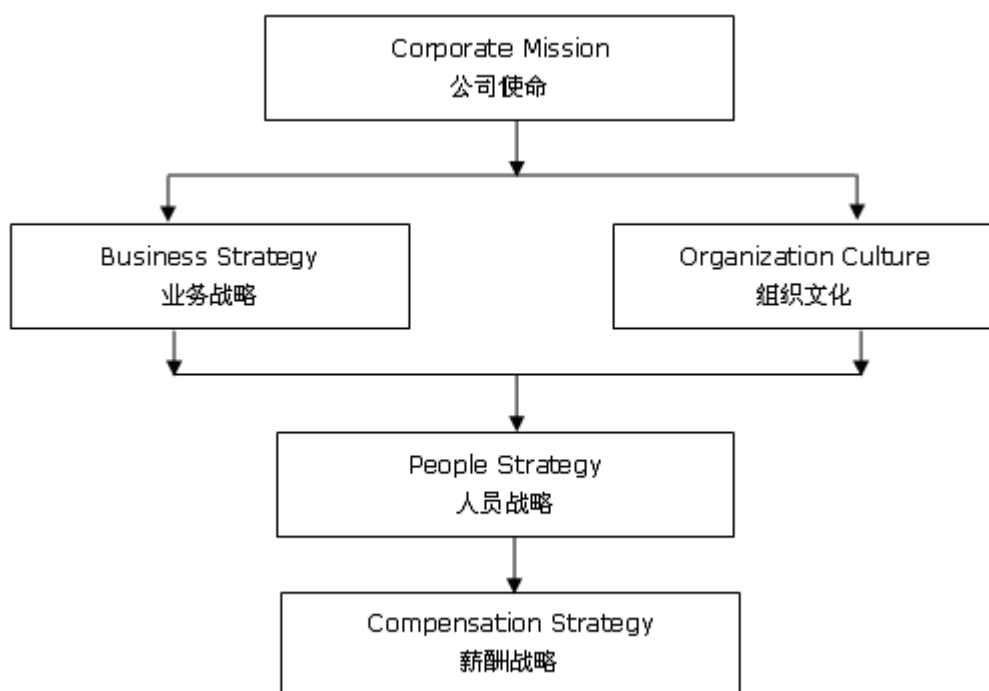 Corporate Mission
公司使命
Business Strategy
业务战略
Organization Culture
组织文化
People Strategy
人员战略
Compensation Strategy
薪酬战略